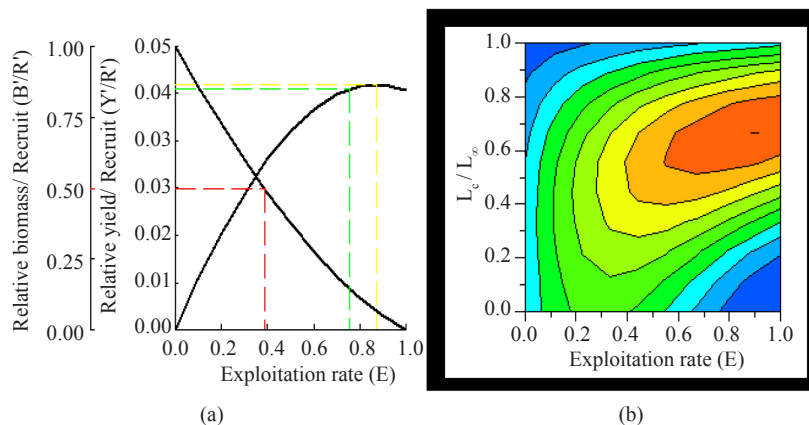 Relative biomass/ Recruit (B'/R')
1.00
0.75
0.50
0.25
0.00
Relative yield/ Recruit (Y'/R')
0.05
0.04
0.03
0.02
0.01
0.00
0.0 0.2 0.4 0.6 0.8 1.0
Exploitation rate (E)
(a)
L_c / L_∞
1.0
0.8
0.6
0.4
0.2
0.0
0.0 0.2 0.4 0.6 0.8 1.0
Exploitation rate (E)
(b)